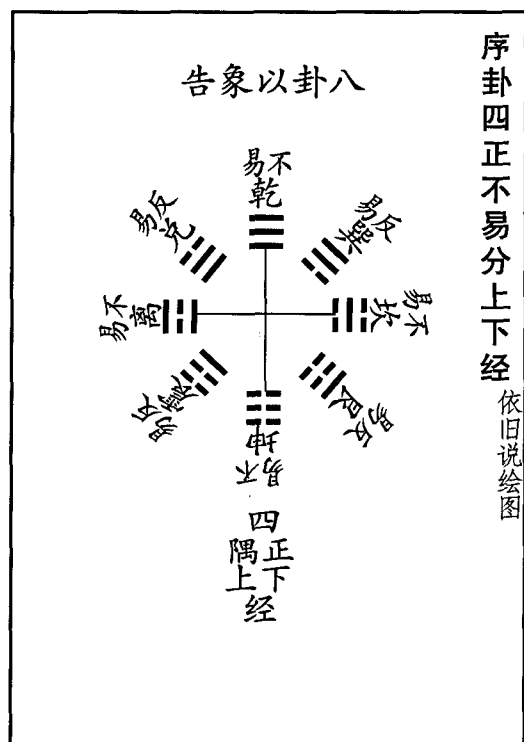 序卦四正不易分上下经
依旧说绘图
八卦以象告
不易
乾
反易
巽
不易
坎
反易
艮
不易
坤
反易
震
不易
离
反易
兑
四
正隅
下上
经